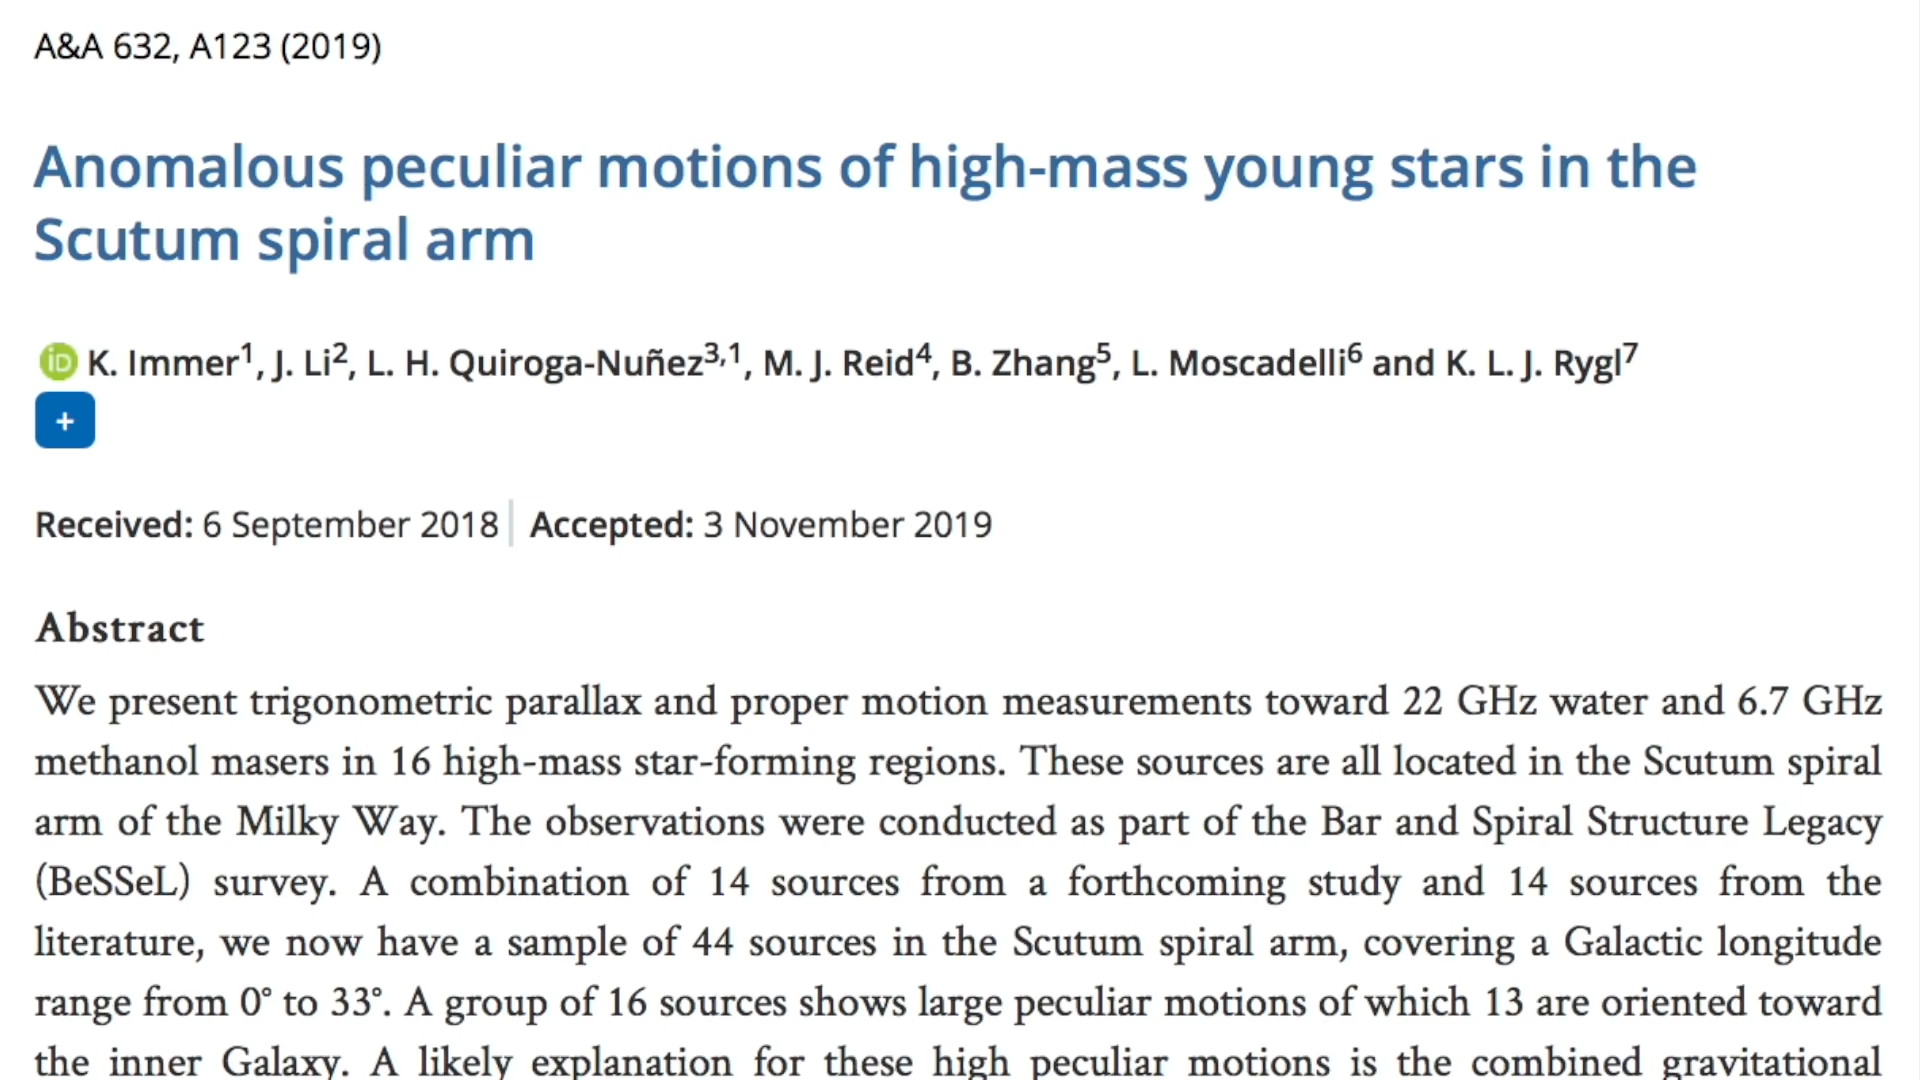 A&A 632, A123 (2019)
Anomalous peculiar motions of high-mass young stars in the
Scutum spiral arm
iD K. Immer1, J. Li2, L. H. Quiroga-Nuñez3,1, M. J. Reid4, B. Zhang5, L. Moscadelli6 and K. L. J. Rygl7
+
Received: 6 September 2018 | Accepted: 3 November 2019
Abstract
We present trigonometric parallax and proper motion measurements toward 22 GHz water and 6.7 GHz
methanol masers in 16 high-mass star-forming regions. These sources are all located in the Scutum spiral
arm of the Milky Way. The observations were conducted as part of the Bar and Spiral Structure Legacy
(BeSSeL) survey. A combination of 14 sources from a forthcoming study and 14 sources from the
literature, we now have a sample of 44 sources in the Scutum spiral arm, covering a Galactic longitude
range from 0° to 33°. A group of 16 sources shows large peculiar motions of which 13 are oriented toward
the inner Galaxy. A likely explanation for these high peculiar motions is the combined gravitational